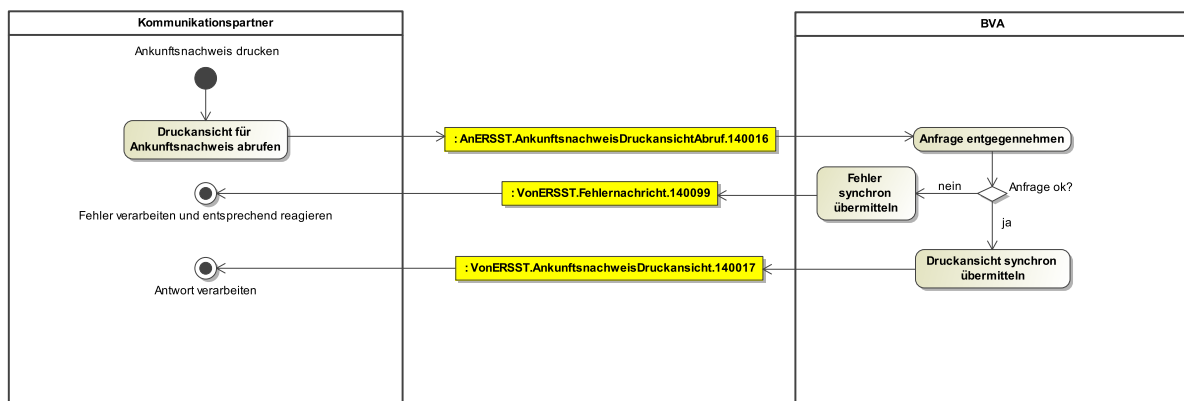 Kommunikationspartner
BVA
Ankunftsnachweis drucken
Druckansicht für
Ankunftsnachweis abrufen
: AnERSST.AnkunftsnachweisDruckansichtAbruf.140016
Anfrage entgegennehmen
Fehler
synchron
übermitteln
nein
Anfrage ok?
: VonERSST.Fehlernachricht.140099
Fehler verarbeiten und entsprechend reagieren
ja
Druckansicht synchron
übermitteln
: VonERSST.AnkunftsnachweisDruckansicht.140017
Antwort verarbeiten